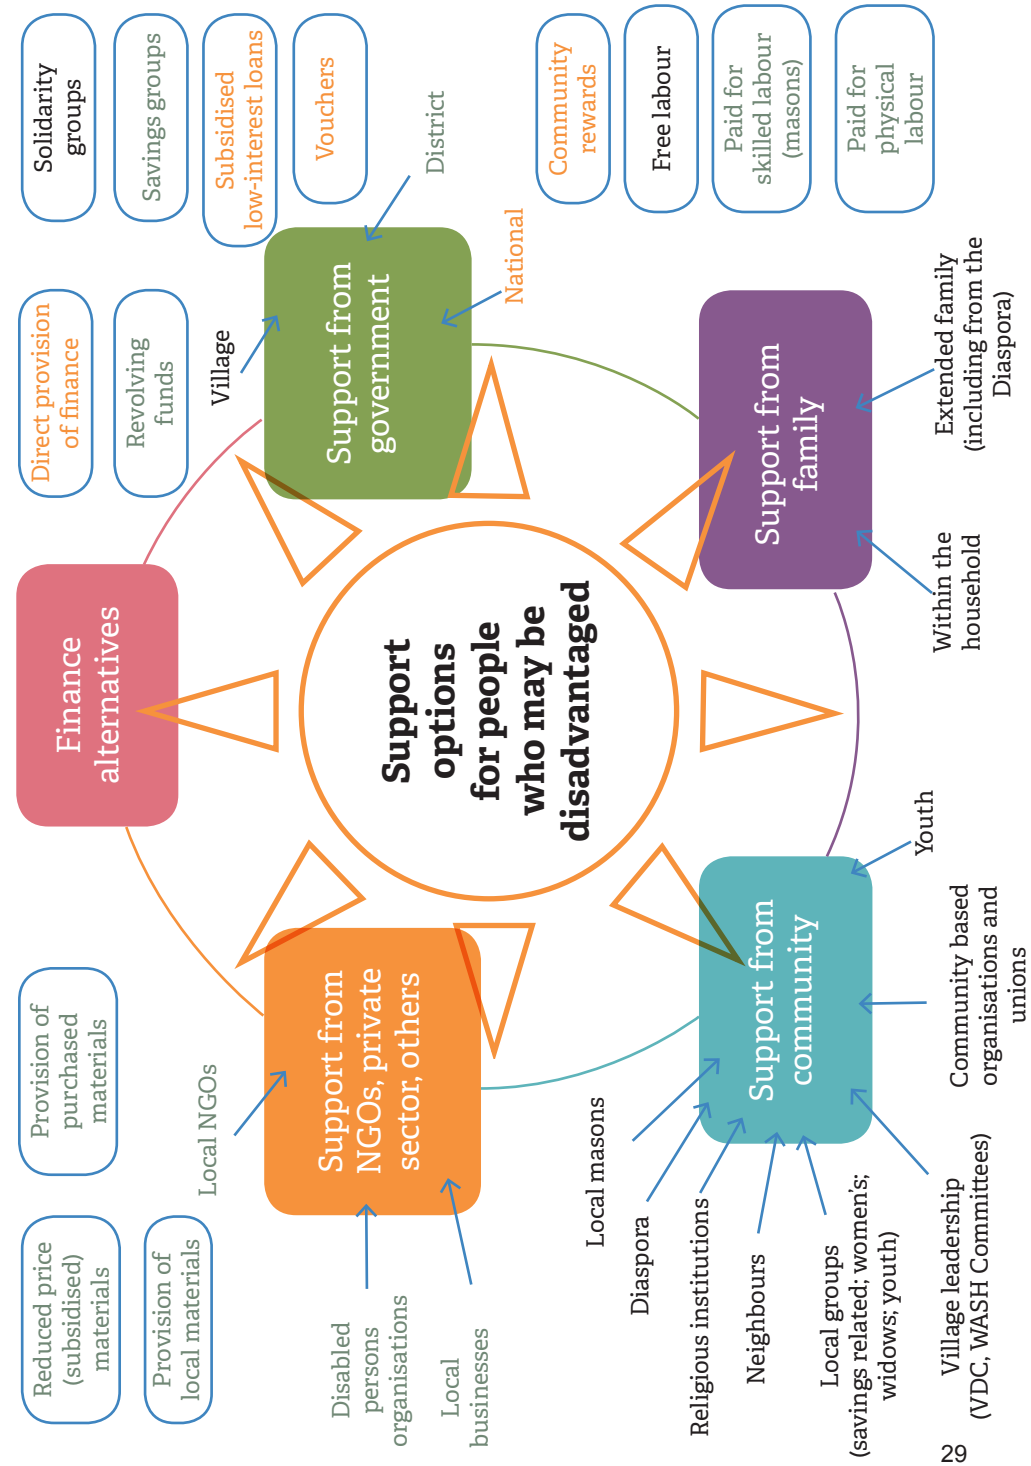 Reduced price
(subsidised)
materials
Provision of
local materials
Provision of
purchased
materials
Finance
alternatives
Direct provision
of finance
Revolving
funds
Solidarity
groups
Savings groups
Subsidised
low-interest loans
Vouchers
Local NGOs
Disabled
persons
organisations
Local
businesses
Support from
NGOs, private
sector, others
Village
District
National
Support from
government
Support
options
for people
who may be
disadvantaged
Community
rewards
Free labour
Paid for
skilled labour
(masons)
Paid for
physical
labour
Local masons
Diaspora
Religious institutions
Neighbours
Local groups
(savings related; women's;
widows; youth)
Village leadership
(VDC, WASH Committees)
Support from
community
Community based
organisations and
unions
Youth
Support from
family
Within the
household
Extended family
(including from the
Diaspora)
29